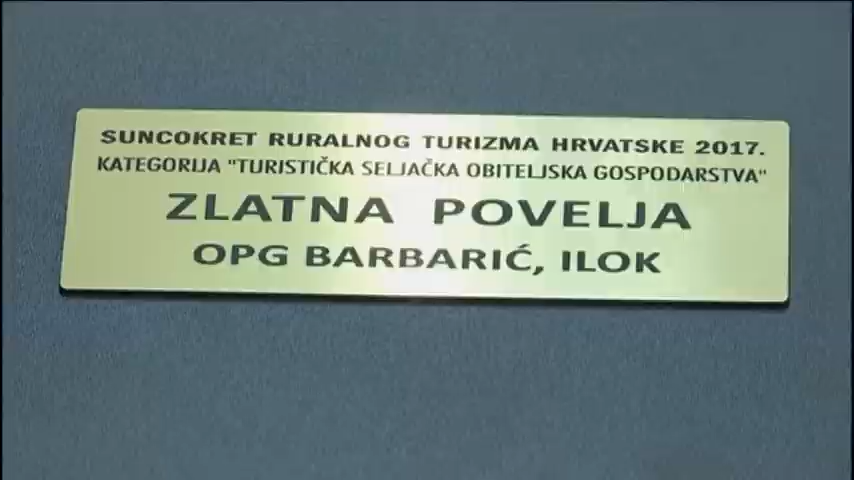 SUNCOKRET RURALNOG TURIZMA HRVATSKE 2017.
KATEGORIJA "TURISTIČKA SELJAČKA OBITELJSKA GOSPODARSTVA"
ZLATNA POVELJA
OPG BARBARIĆ, ILOK